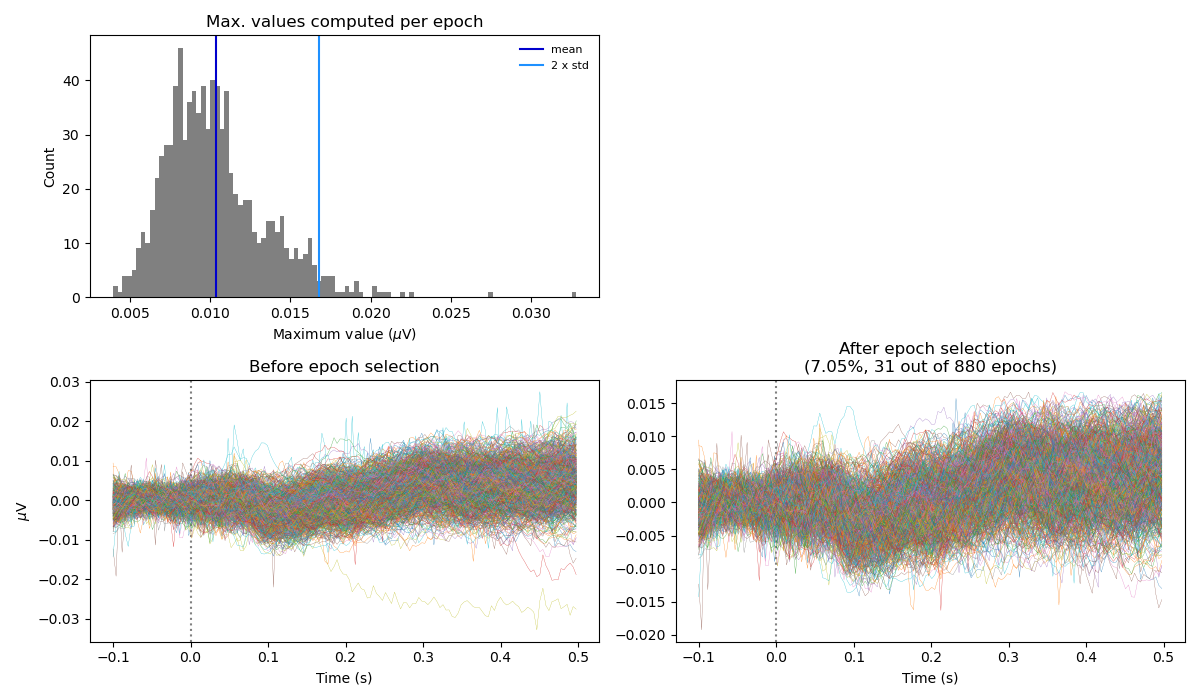 Max. values computed per epoch
mean
2 x std
Count
40
30
20
10
0
0.005 0.010 0.015 0.020 0.025 0.030
Maximum value (μV)
Before epoch selection
μV
0.03
0.02
0.01
0.00
−0.01
−0.02
−0.03
−0.1 0.0 0.1 0.2 0.3 0.4 0.5
Time (s)
After epoch selection
(7.05%, 31 out of 880 epochs)
0.015
0.010
0.005
0.000
−0.005
−0.010
−0.015
−0.020
−0.1 0.0 0.1 0.2 0.3 0.4 0.5
Time (s)